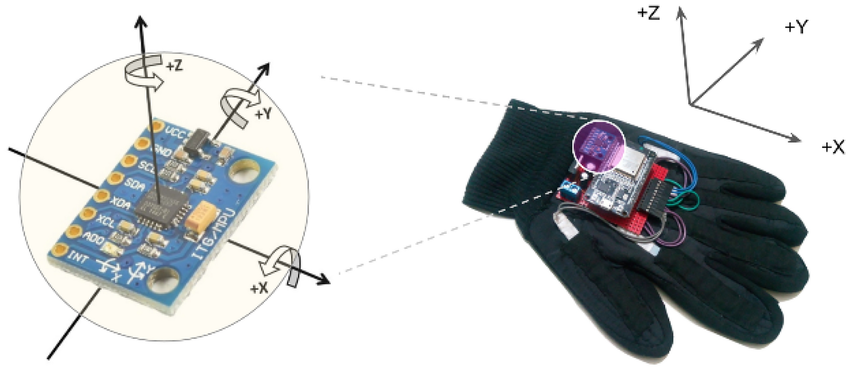 +Z
+Y
+X
VCC
GND
SCL
SDA
XDA
XCL
ADO
INT
X
Y
ITG/MPU
+Z
+Y
+X